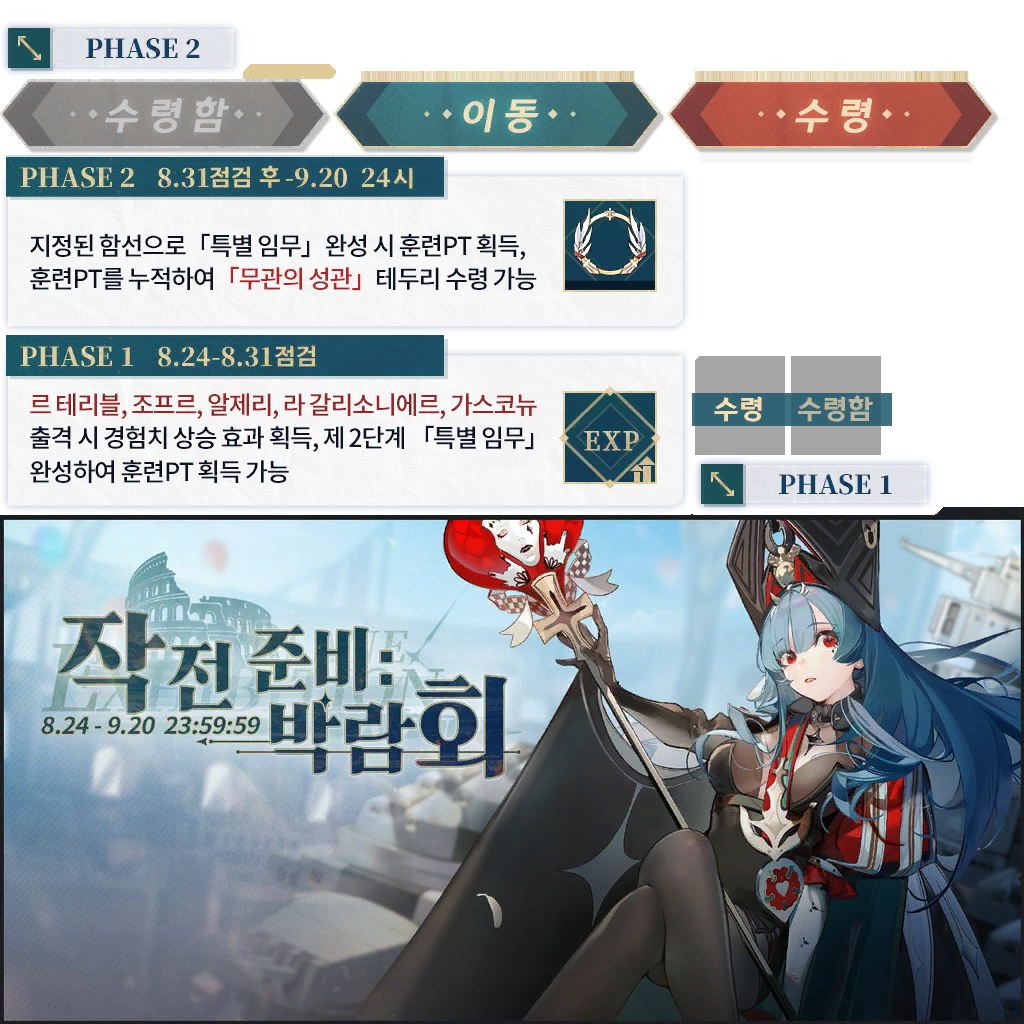 PHASE 2
수령함
이동
수령
PHASE 2 8.31점검 후 -9.20 24시
지정된 함선으로 「특별 임무」 완성 시 훈련PT 획득,
훈련PT를 누적하여 「무관의 성관」 테두리 수령 가능
PHASE 1 8.24-8.31점검
르 테리블, 조프르, 알제리, 라 갈리소니에르, 가스코뉴
출격 시 경험치 상승 효과 획득, 제 2단계 「특별 임무」
완성하여 훈련PT 획득 가능
EXP
수령 수령함
PHASE 1
작전 준비:
박람회
8.24 - 9.20 23:59:59